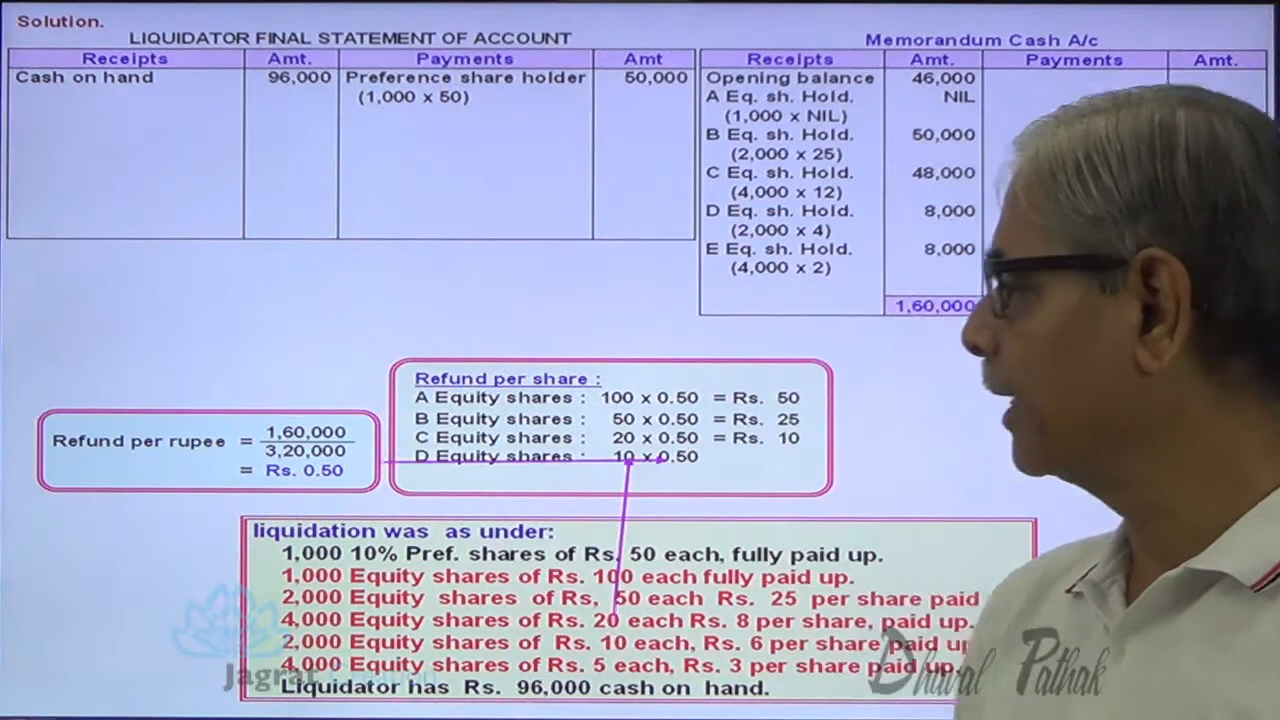 Solution.
LIQUIDATOR FINAL STATEMENT OF ACCOUNT
Receipts Amt. Payments Amt
Cash on hand 96,000 Preference share holder 50,000
(1,000 x 50)
Memorandum Cash A/c
Receipts Amt. Payments Amt.
Opening balance 46,000
A Eq. sh. Hold. NIL
(1,000 x NIL)
B Eq. sh. Hold. 50,000
(2,000 x 25)
C Eq. sh. Hold. 48,000
(4,000 x 12)
D Eq. sh. Hold. 8,000
(2,000 x 4)
E Eq. sh. Hold. 8,000
(4,000 x 2)
1,60,000
Refund per rupee = 1,60,000
3,20,000
= Rs. 0.50
Refund per share :
A Equity shares : 100 x 0.50 = Rs. 50
B Equity shares : 50 x 0.50 = Rs. 25
C Equity shares : 20 x 0.50 = Rs. 10
D Equity shares : 10 x 0.50
liquidation was as under:
1,000 10% Pref. shares of Rs. 50 each, fully paid up.
1,000 Equity shares of Rs. 100 each fully paid up.
2,000 Equity shares of Rs, 50 each Rs. 25 per share paid
4,000 Equity shares of Rs. 20 each Rs. 8 per share, paid up.
2,000 Equity shares of Rs. 10 each, Rs. 6 per share paid
4,000 Equity shares of Rs. 5 each, Rs. 3 per share paid up.
Liquidator has Rs. 96,000 cash on hand.
Dhaval Pathak